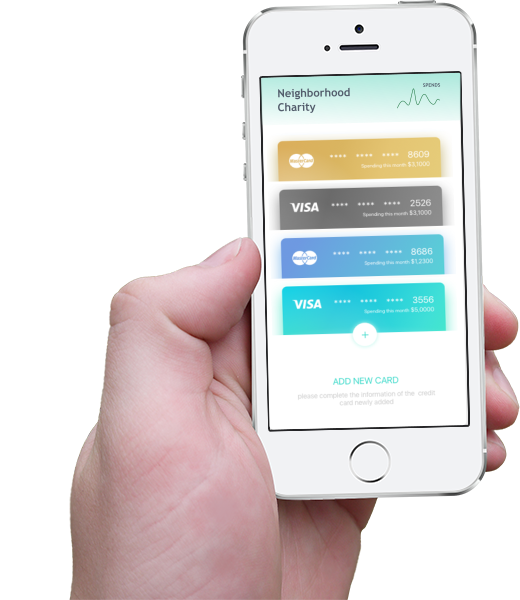 Neighborhood
Charity
SPENDS
MasterCard
**** **** **** 8609
Spending this month $3,1000
VISA
**** **** **** 2526
Spending this month $3,1000
MasterCard
**** **** **** 8686
Spending this month $1,2300
VISA
**** **** **** 3556
Spending this month $5,0000
+
ADD NEW CARD
please complete the information of the credit
card newly added